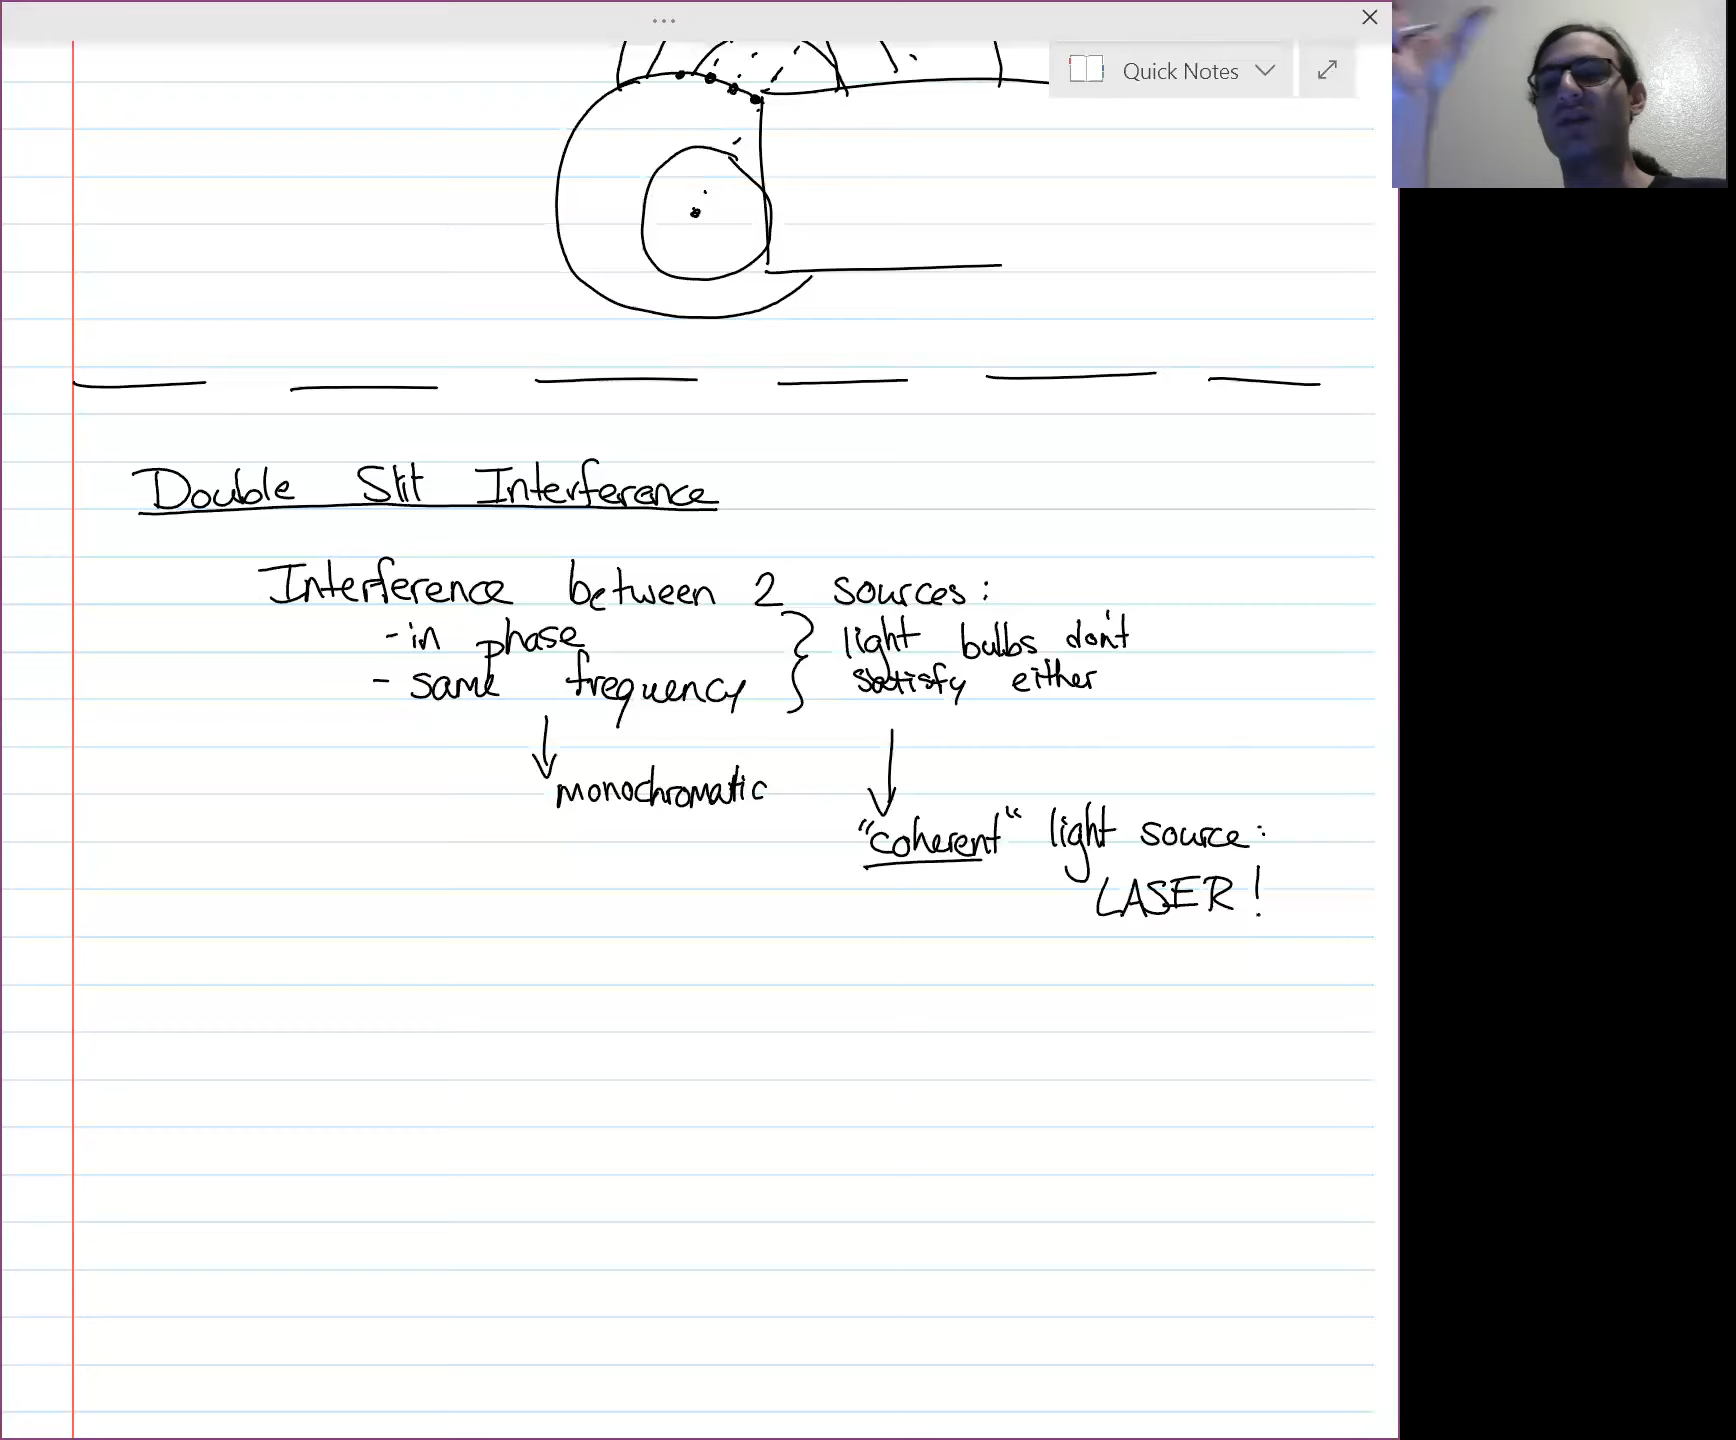 Quick Notes
Double Slit Interference
Interference between 2 sources:
- in phase } light bulbs don't
- same frequency satisfy either
monochromatic
"coherent" light source:
LASER!